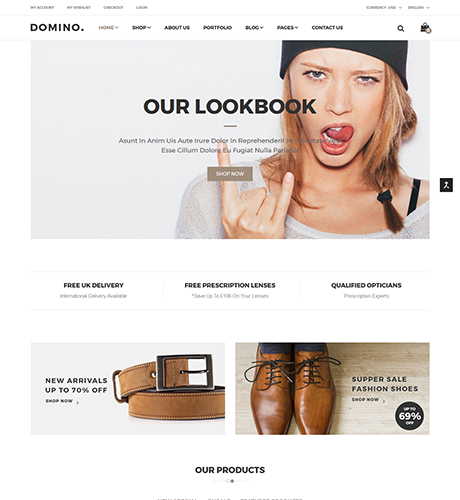 MY ACCOUNT MY WISHLIST CHECKOUT LOGIN CURRENCY : USD ENGLISH
DOMINO. HOME SHOP ABOUT US PORTFOLIO BLOG PAGES CONTACT US
OUR LOOKBOOK
Asunt In Anim Uis Aute Irure Dolor In Reprehenderit In Voluptate Velit
Esse Cillum Dolore Eu Fugiat Nulla Pariatur
SHOP NOW
FREE UK DELIVERY
International Delivery Available
FREE PRESCRIPTION LENSES
*Save Up To £100 On Your Lenses
QUALIFIED OPTICIANS
Prescription Experts
NEW ARRIVALS
UP TO 70% OFF
SHOP NOW
SUPPER SALE
FASHION SHOES
SHOP NOW
UP TO
69%
OFF
OUR PRODUCTS